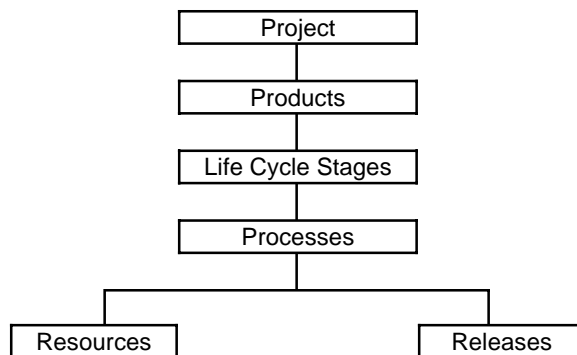 Project
Products
Life Cycle Stages
Processes
Resources
Releases